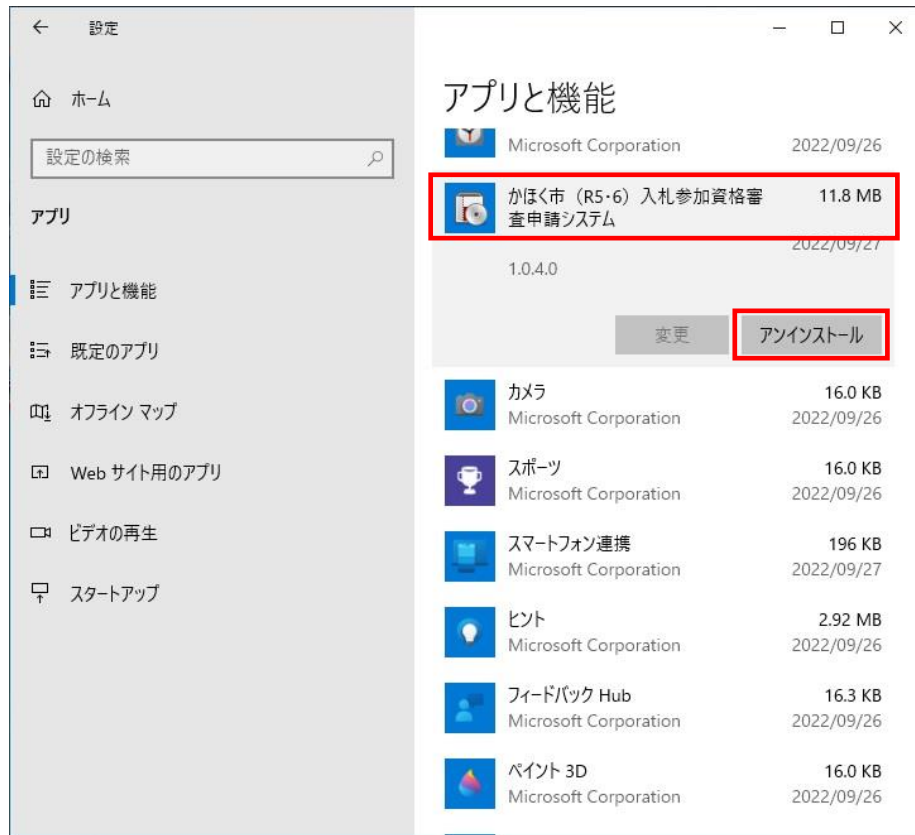 設定
ホーム
設定の検索
アプリ
アプリと機能
既定のアプリ
オフライン マップ
Web サイト用のアプリ
ビデオの再生
スタートアップ
アプリと機能
Microsoft Corporation 2022/09/26
かほく市（R5･6）入札参加資格審 11.8 MB
査申請システム
2022/09/27
1.0.4.0
変更 アンインストール
カメラ 16.0 KB
Microsoft Corporation 2022/09/26
スポーツ 16.0 KB
Microsoft Corporation 2022/09/26
スマートフォン連携 196 KB
Microsoft Corporation 2022/09/27
ヒント 2.92 MB
Microsoft Corporation 2022/09/26
フィードバック Hub 16.3 KB
Microsoft Corporation 2022/09/26
ペイント 3D 16.0 KB
Microsoft Corporation 2022/09/26